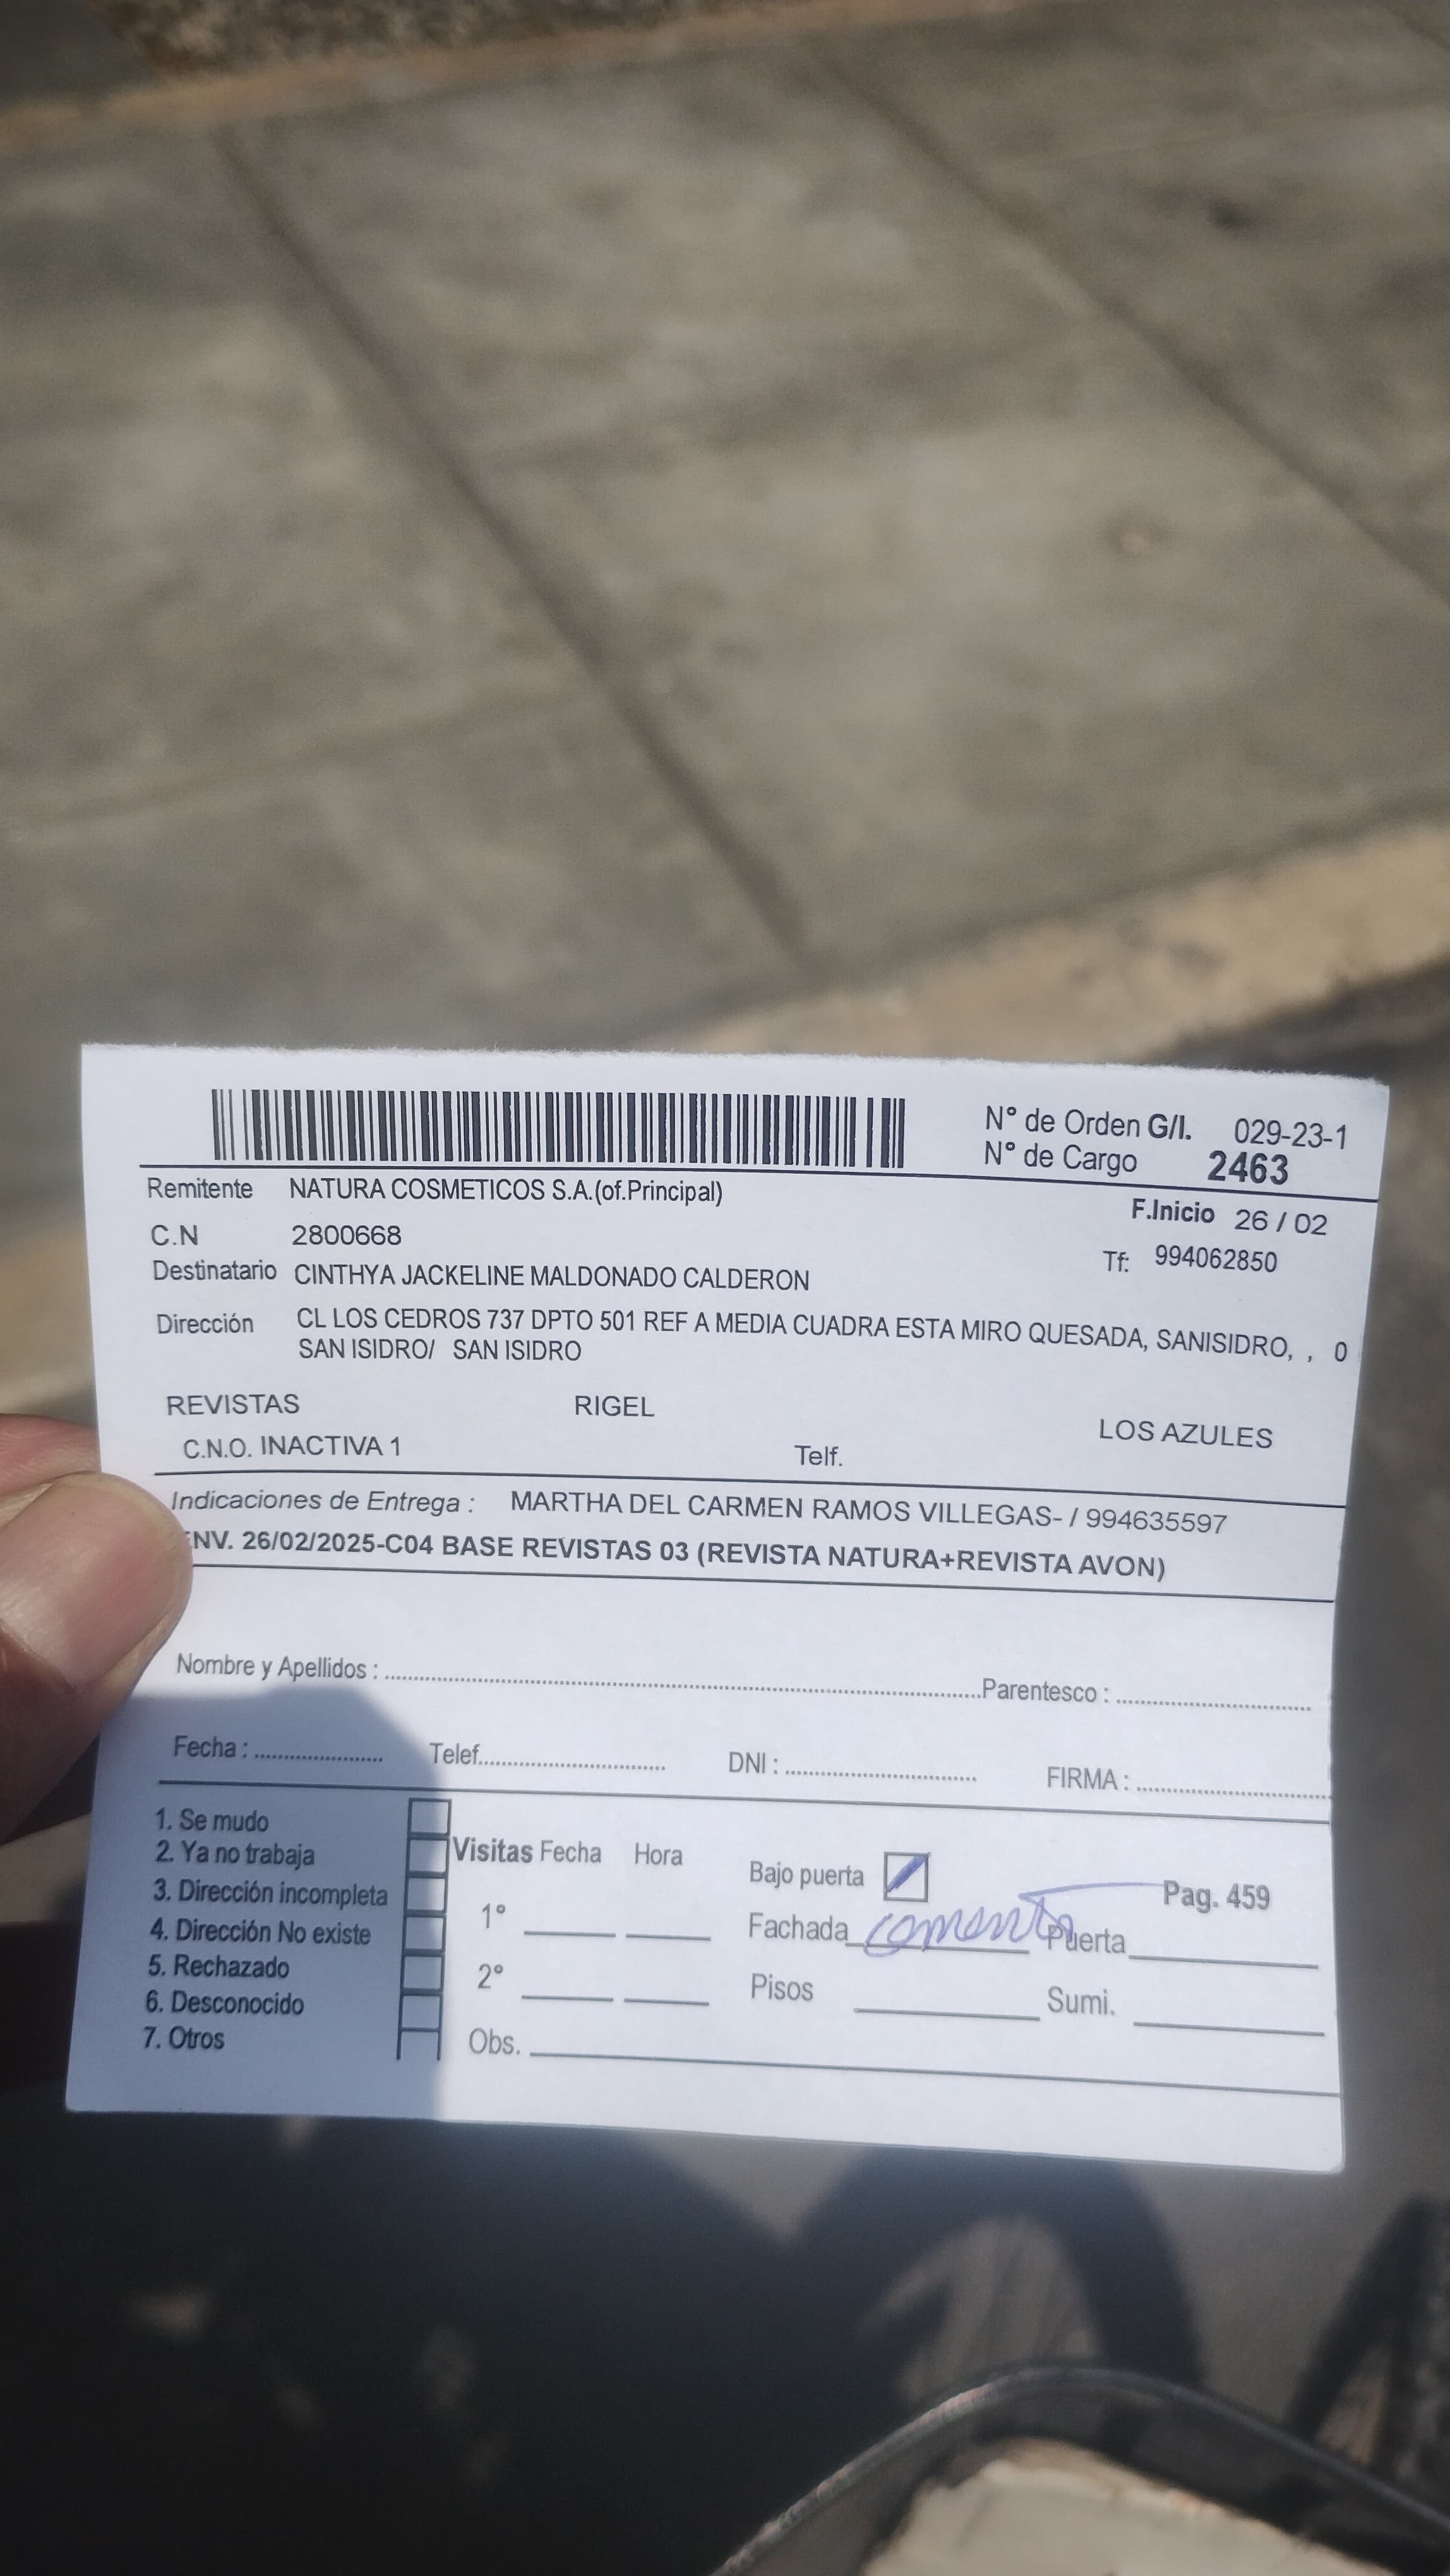 N° de Orden G/I. 029-23-1
N° de Cargo 2463
Remitente NATURA COSMETICOS S.A.(of.Principal)
F.Inicio 26 / 02
C.N 2800668
Tf: 994062850
Destinatario CINTHYA JACKELINE MALDONADO CALDERON
Dirección CL LOS CEDROS 737 DPTO 501 REF A MEDIA CUADRA ESTA MIRO QUESADA, SANISIDRO, , 0
SAN ISIDRO/ SAN ISIDRO
REVISTAS RIGEL LOS AZULES
C.N.O. INACTIVA 1 Telf.
Indicaciones de Entrega : MARTHA DEL CARMEN RAMOS VILLEGAS- / 994635597
NV. 26/02/2025-C04 BASE REVISTAS 03 (REVISTA NATURA+REVISTA AVON)
Nombre y Apellidos : Parentesco :
Fecha : Telef. DNI : FIRMA :
1. Se mudo
2. Ya no trabaja
3. Dirección incompleta
4. Dirección No existe
5. Rechazado
6. Desconocido
7. Otros
Visitas Fecha Hora
1°
2°
Obs.
Bajo puerta
Pag. 459
Fachada cemento Puerta
Pisos Sumi.